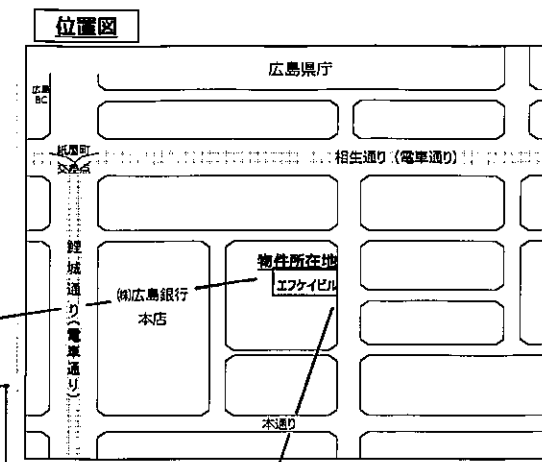 位置図
広島県庁
広島
BC
紙屋町
交差点
相生通り（電車通り）
鯉城通り（電車通り）
物件所在地
エフケイビル
㈱広島銀行
本店
本通り